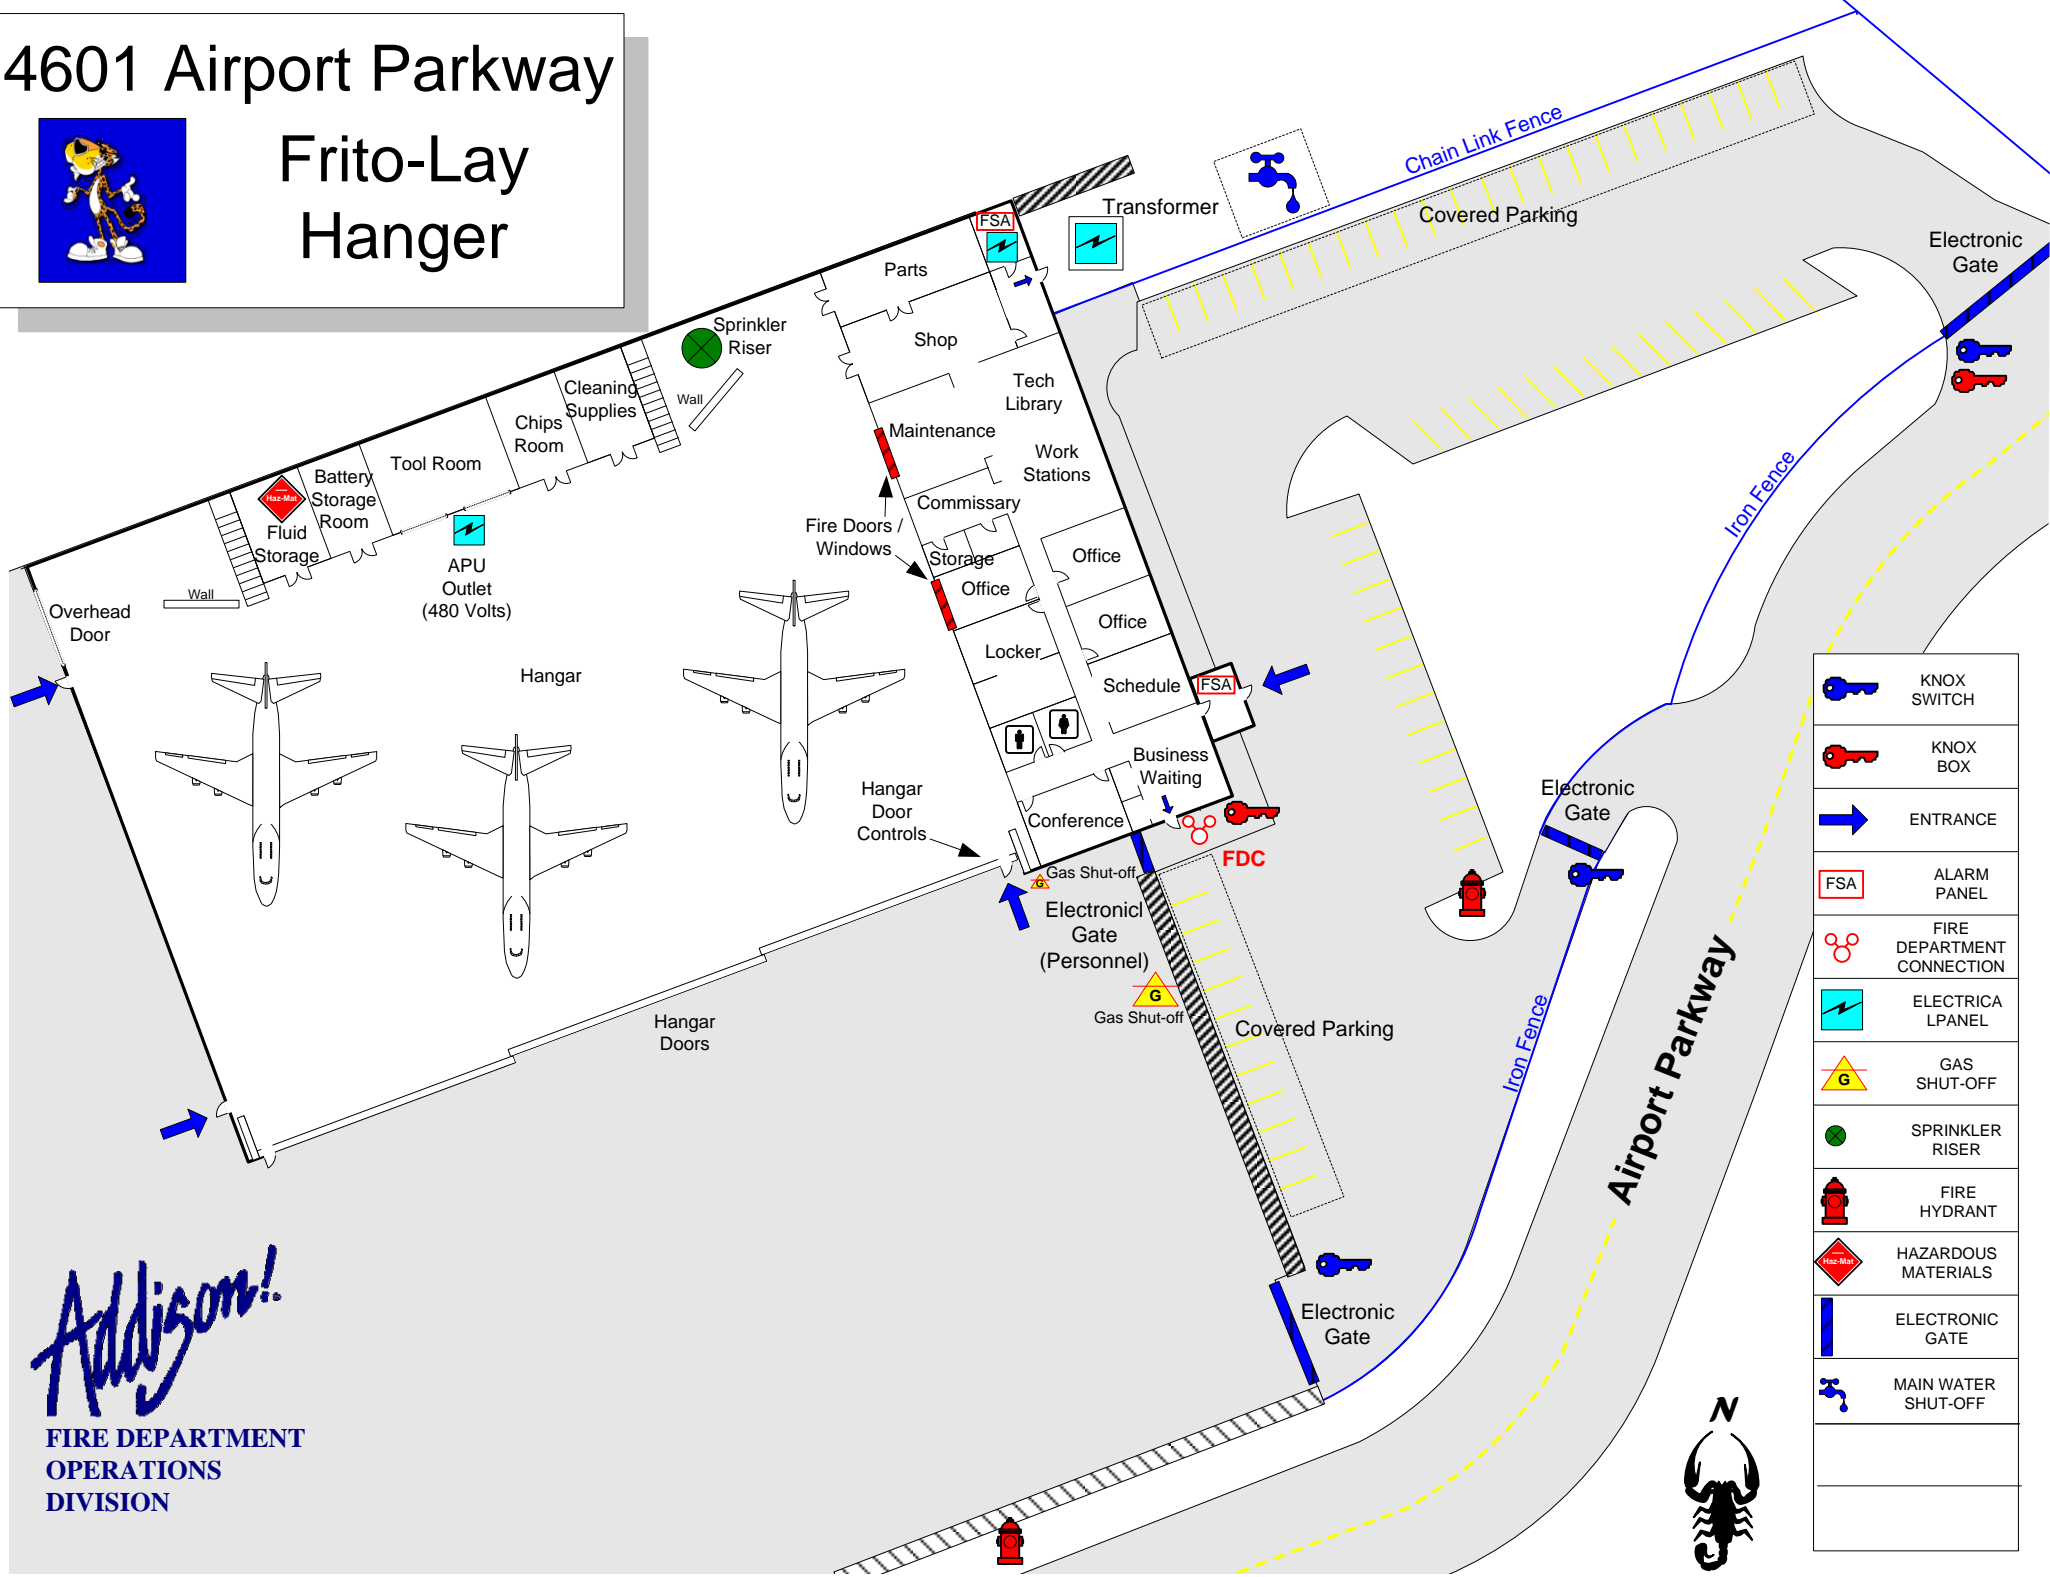 4601 Airport Parkway
Frito-Lay
Hanger
Chain Link Fence
Transformer
Covered Parking
Electronic
Gate
FSA
Parts
Shop
Sprinkler
Riser
Wall
Tech
Library
Cleaning
Supplies
Chips
Room
Tool Room
Battery
Storage
Room
Haz-Mat
Fluid
Storage
Wall
APU
Outlet
(480 Volts)
Overhead
Door
Hangar
Maintenance
Work
Stations
Commissary
Fire Doors /
Windows
Storage
Office
Office
Office
Locker
Schedule
FSA
Business
Waiting
Conference
Hangar
Door
Controls
FDC
Gas Shut-off
G
Electronicl
Gate
(Personnel)
G
Gas Shut-off
Hangar
Doors
Covered Parking
Iron Fence
Electronic
Gate
Iron Fence
Airport Parkway
Electronic
Gate
KNOX
SWITCH
KNOX
BOX
ENTRANCE
FSA
ALARM
PANEL
FIRE
DEPARTMENT
CONNECTION
ELECTRICA
LPANEL
G
GAS
SHUT-OFF
SPRINKLER
RISER
FIRE
HYDRANT
Haz-Mat
HAZARDOUS
MATERIALS
ELECTRONIC
GATE
MAIN WATER
SHUT-OFF
N
Addison!
FIRE DEPARTMENT
OPERATIONS
DIVISION